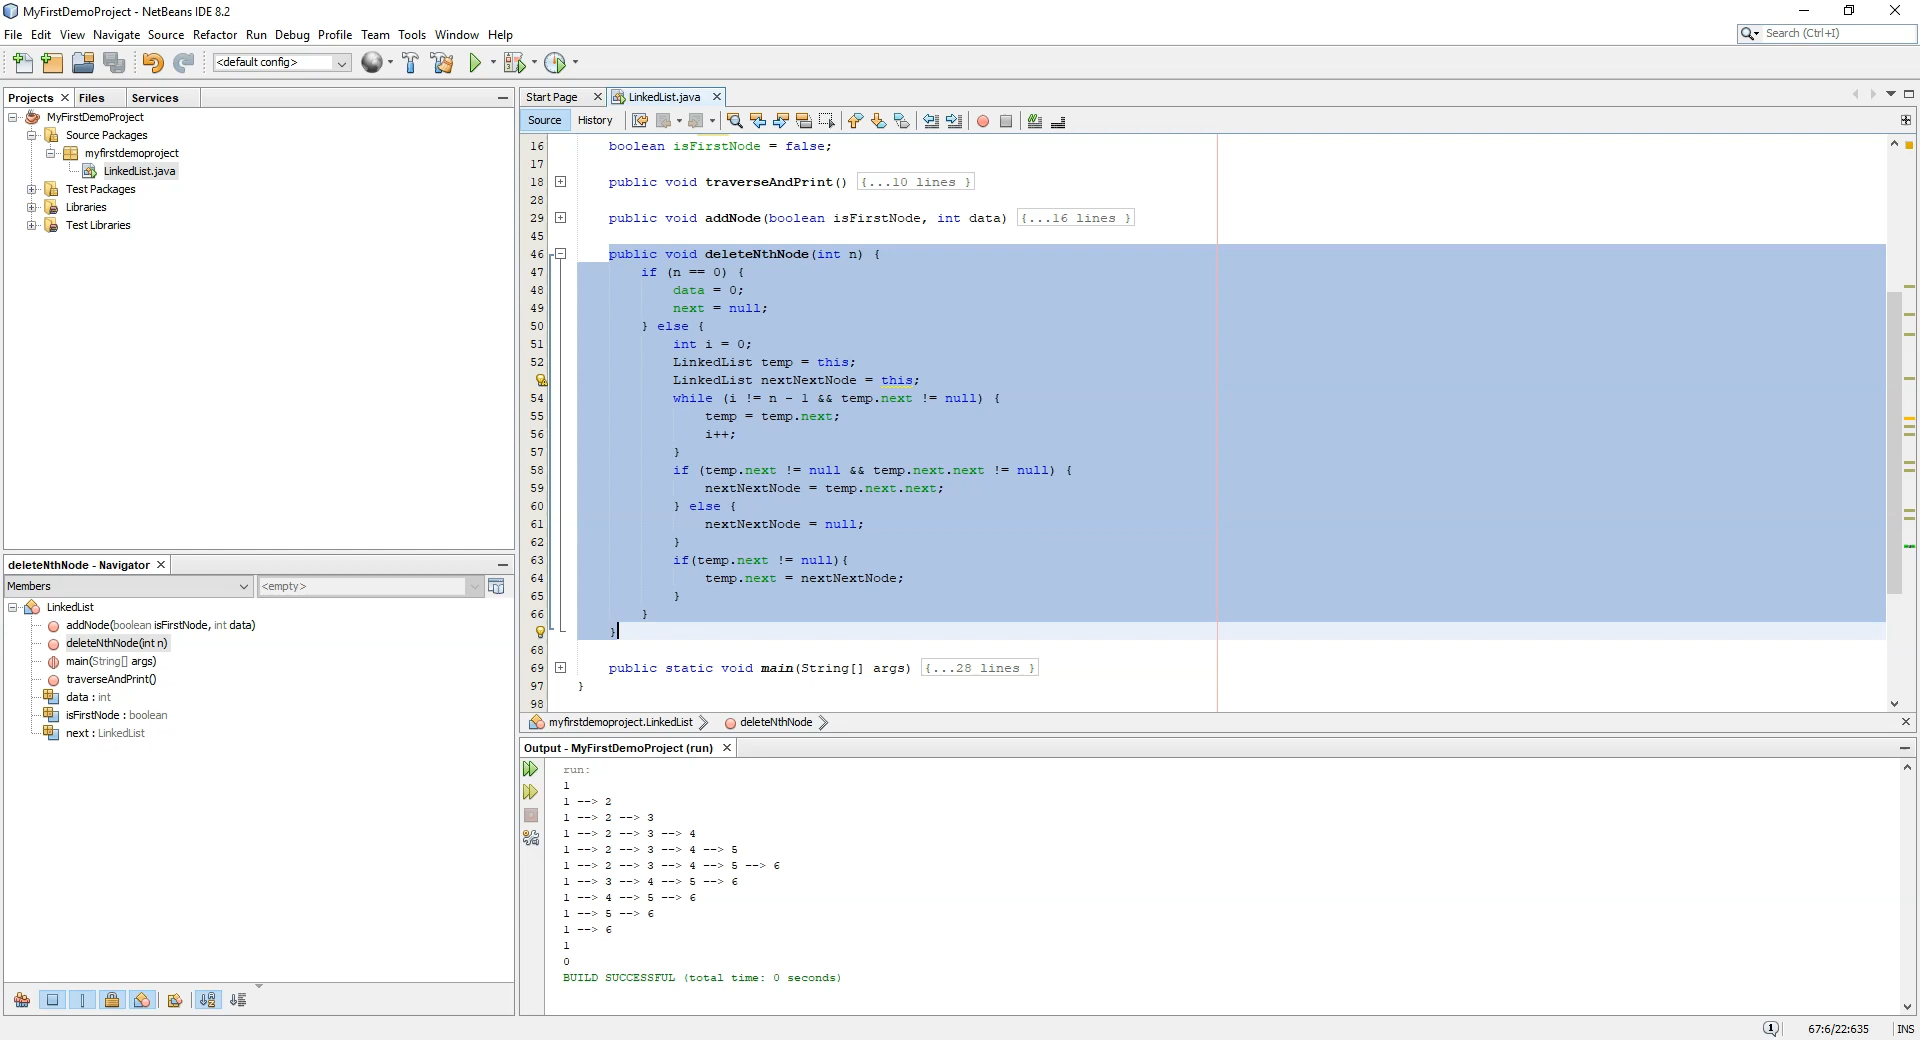 MyFirstDemoProject - NetBeans IDE 8.2
File Edit View Navigate Source Refactor Run Debug Profile Team Tools Window Help
Search (Ctrl+I)
<default config>
Projects Files Services
MyFirstDemoProject
Source Packages
myfirstdemoproject
LinkedList.java
Test Packages
Libraries
Test Libraries
deleteNthNode - Navigator
Members <empty>
LinkedList
addNode(boolean isFirstNode, int data)
deleteNthNode(int n)
main(String[] args)
traverseAndPrint()
data : int
isFirstNode : boolean
next : LinkedList
Start Page LinkedList.java
Source History
16 boolean isFirstNode = false;
17
18 public void traverseAndPrint() {...10 lines }
28
29 public void addNode(boolean isFirstNode, int data) {...16 lines }
45
46 public void deleteNthNode(int n) {
47 if (n == 0) {
48 data = 0;
49 next = null;
50 } else {
51 int i = 0;
52 LinkedList temp = this;
LinkedList nextNextNode = this;
54 while (i != n - 1 && temp.next != null) {
55 temp = temp.next;
56 i++;
57 }
58 if (temp.next != null && temp.next.next != null) {
59 nextNextNode = temp.next.next;
60 } else {
61 nextNextNode = null;
62 }
63 if(temp.next != null){
64 temp.next = nextNextNode;
65 }
66 }
}
68
69 public static void main(String[] args) {...28 lines }
97 }
98
myfirstdemoproject.LinkedList deleteNthNode
Output - MyFirstDemoProject (run)
run:
1
1 --> 2
1 --> 2 --> 3
1 --> 2 --> 3 --> 4
1 --> 2 --> 3 --> 4 --> 5
1 --> 2 --> 3 --> 4 --> 5 --> 6
1 --> 3 --> 4 --> 5 --> 6
1 --> 4 --> 5 --> 6
1 --> 5 --> 6
1 --> 6
1
0
BUILD SUCCESSFUL (total time: 0 seconds)
1 67:6/22:635 INS